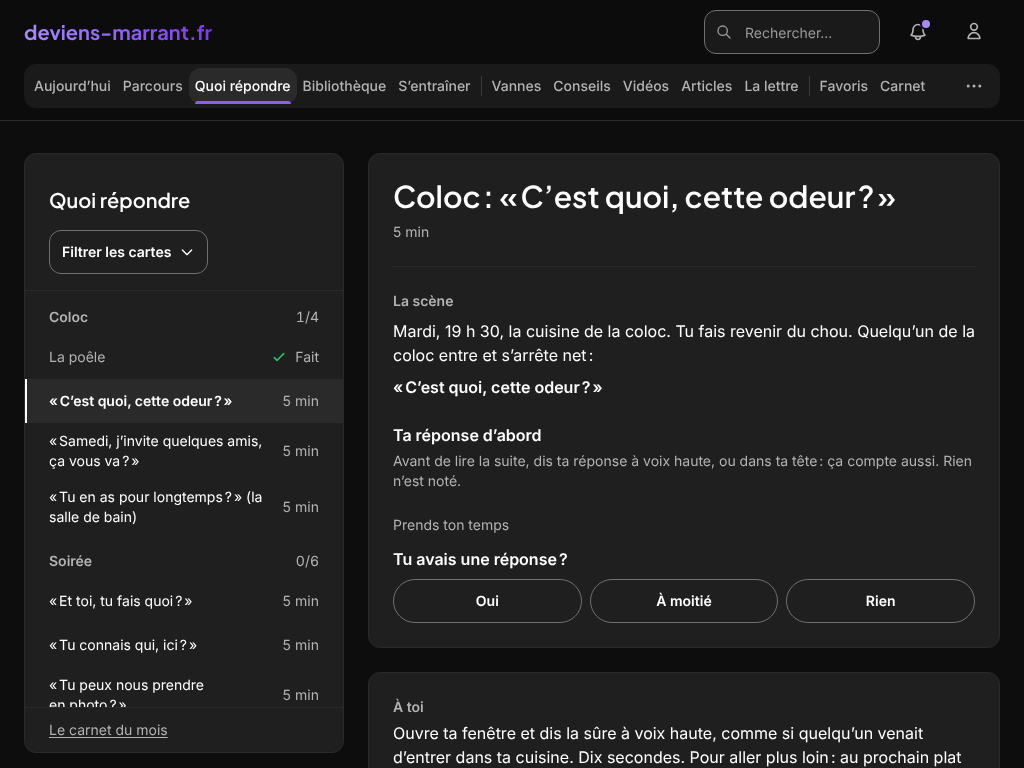 deviens-marrant.fr
Rechercher...
Aujourd’hui Parcours Quoi répondre Bibliothèque S’entraîner Vannes Conseils Vidéos Articles La lettre Favoris Carnet
Quoi répondre
Filtrer les cartes
Coloc 1/4
La poêle Fait
« C’est quoi, cette odeur ? » 5 min
« Samedi, j’invite quelques amis,
ça vous va ? » 5 min
« Tu en as pour longtemps ? » (la
salle de bain) 5 min
Soirée 0/6
« Et toi, tu fais quoi ? » 5 min
« Tu connais qui, ici ? » 5 min
« Tu peux nous prendre
en photo ? » 5 min
Le carnet du mois
Coloc : « C’est quoi, cette odeur ? »
5 min
La scène
Mardi, 19 h 30, la cuisine de la coloc. Tu fais revenir du chou. Quelqu’un de la
coloc entre et s’arrête net :
« C’est quoi, cette odeur ? »
Ta réponse d’abord
Avant de lire la suite, dis ta réponse à voix haute, ou dans ta tête : ça compte aussi. Rien
n’est noté.
Prends ton temps
Tu avais une réponse ?
Oui
À moitié
Rien
À toi
Ouvre ta fenêtre et dis la sûre à voix haute, comme si quelqu’un venait
d’entrer dans ta cuisine. Dix secondes. Pour aller plus loin : au prochain plat